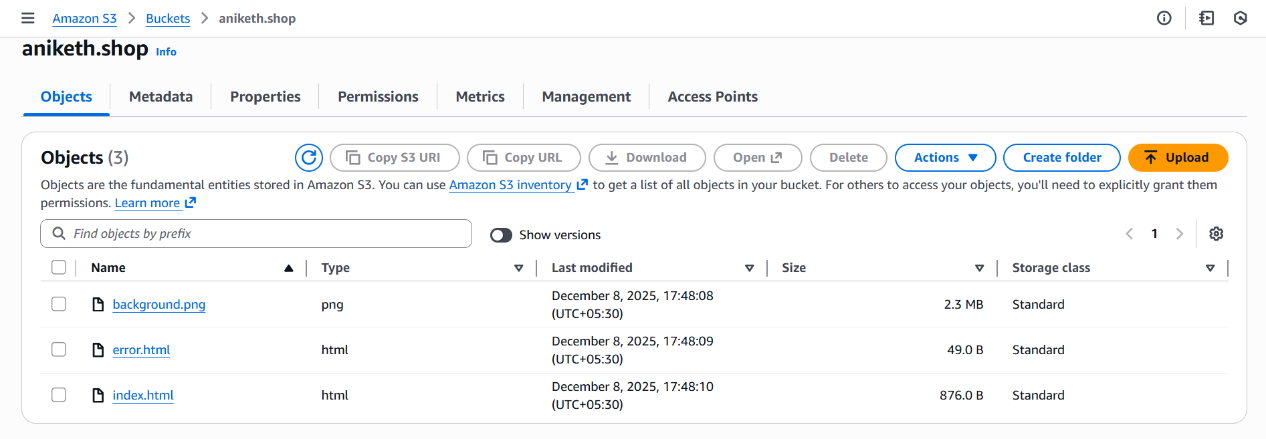 Amazon S3 > Buckets > aniketh.shop
aniketh.shop Info
Objects Metadata Properties Permissions Metrics Management Access Points
Objects (3) Copy S3 URI Copy URL Download Open Delete Actions Create folder Upload
Objects are the fundamental entities stored in Amazon S3. You can use Amazon S3 inventory to get a list of all objects in your bucket. For others to access your objects, you'll need to explicitly grant them
permissions. Learn more
Find objects by prefix Show versions 1
Name Type Last modified Size Storage class
background.png png December 8, 2025, 17:48:08 2.3 MB Standard
(UTC+05:30)
error.html html December 8, 2025, 17:48:09 49.0 B Standard
(UTC+05:30)
index.html html December 8, 2025, 17:48:10 876.0 B Standard
(UTC+05:30)